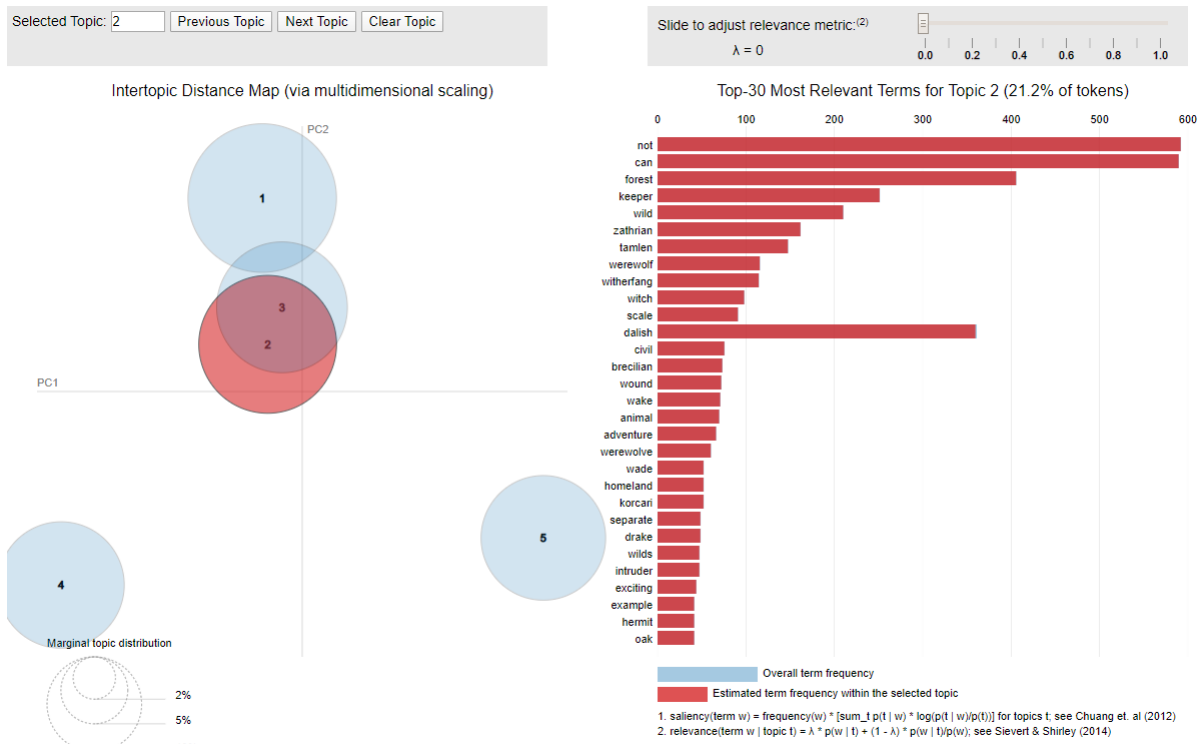 Selected Topic: 2 Previous Topic Next Topic Clear Topic
Slide to adjust relevance metric:(2)
λ = 0
0.0 0.2 0.4 0.6 0.8 1.0
Intertopic Distance Map (via multidimensional scaling)
PC2
PC1
1
3
2
5
4
Marginal topic distribution
2%
5%
Top-30 Most Relevant Terms for Topic 2 (21.2% of tokens)
0 100 200 300 400 500 600
not
can
forest
keeper
wild
zathrian
tamlen
werewolf
witherfang
witch
scale
dalish
civil
brecilian
wound
wake
animal
adventure
werewolve
wade
homeland
korcari
separate
drake
wilds
intruder
exciting
example
hermit
oak
Overall term frequency
Estimated term frequency within the selected topic
1. saliency(term w) = frequency(w) * [sum_t p(t | w) * log(p(t | w)/p(t))] for topics t; see Chuang et. al (2012)
2. relevance(term w | topic t) = λ * p(w | t) + (1 - λ) * p(w | t)/p(w); see Sievert & Shirley (2014)